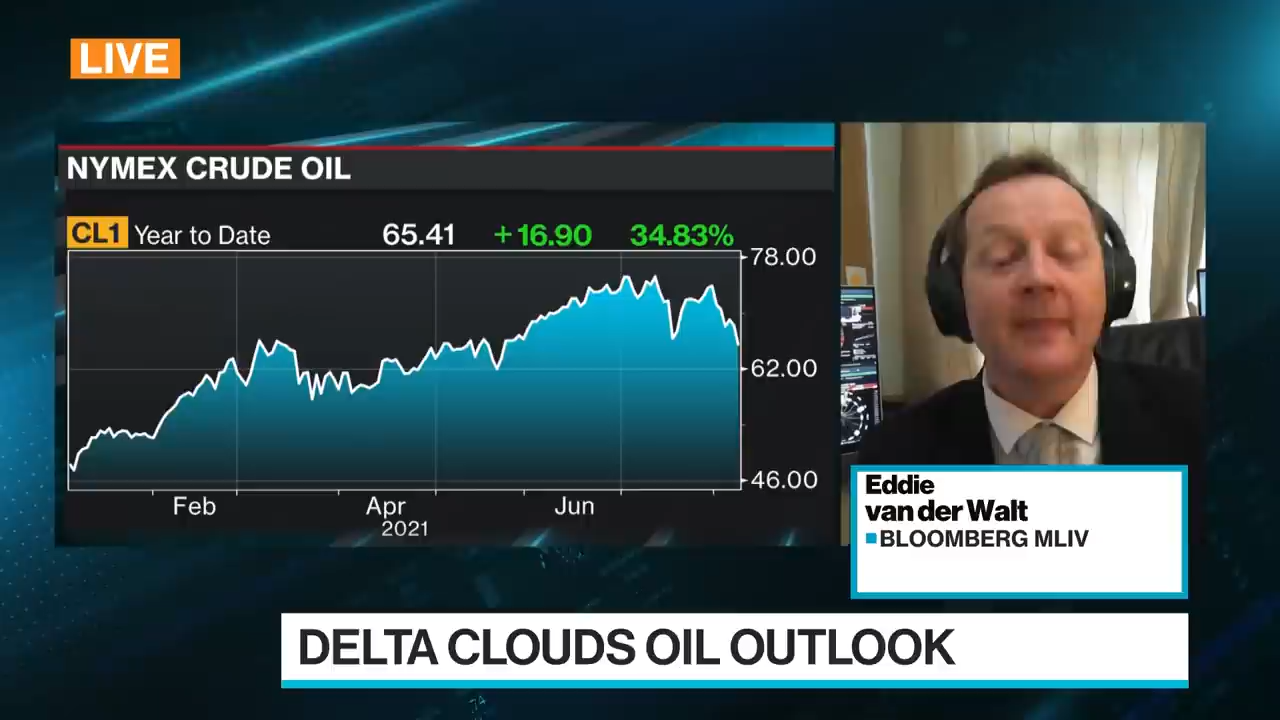 LIVE
NYMEX CRUDE OIL
CL1 Year to Date 65.41 +16.90 34.83%
78.00
62.00
46.00
Feb Apr Jun
2021
Eddie
van der Walt
BLOOMBERG MLIV
DELTA CLOUDS OIL OUTLOOK